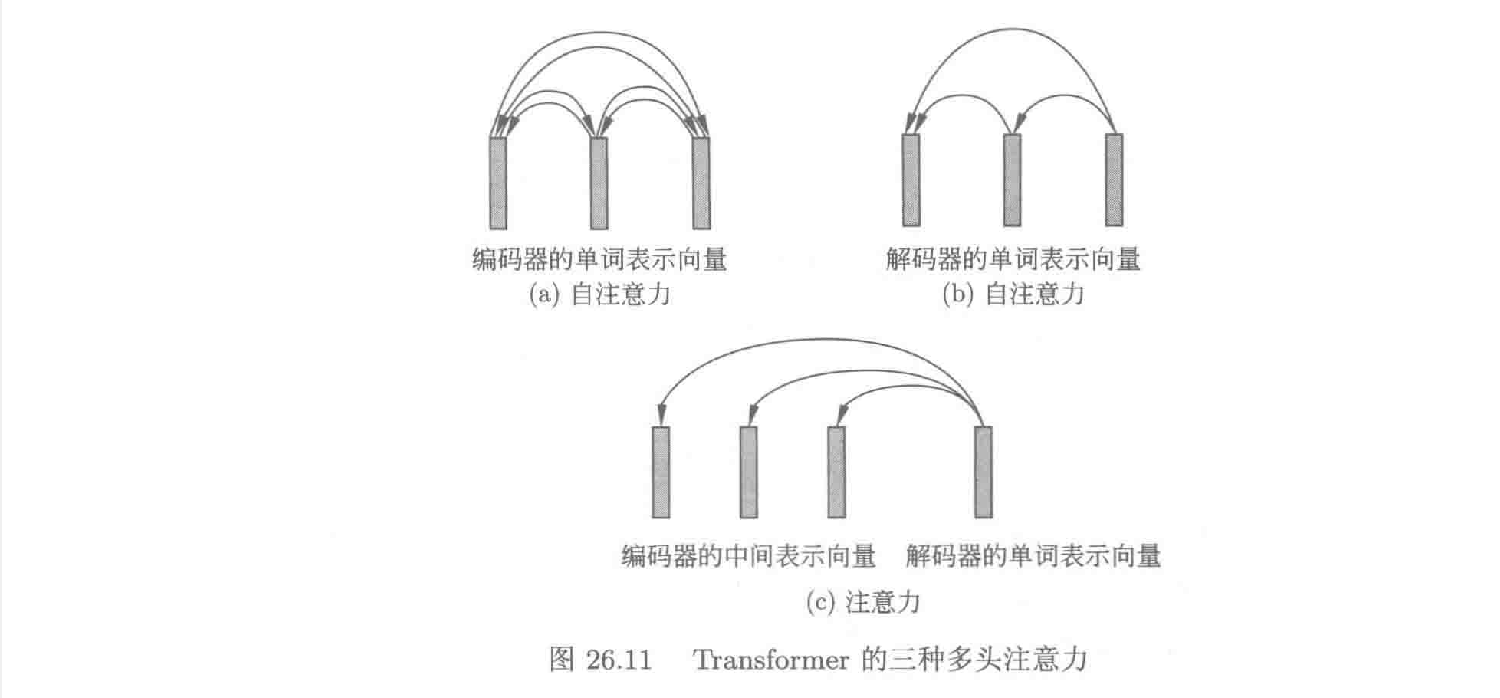 编码器的单词表示向量
(a) 自注意力
解码器的单词表示向量
(b) 自注意力
编码器的中间表示向量 解码器的单词表示向量
(c) 注意力
图 26.11 Transformer 的三种多头注意力